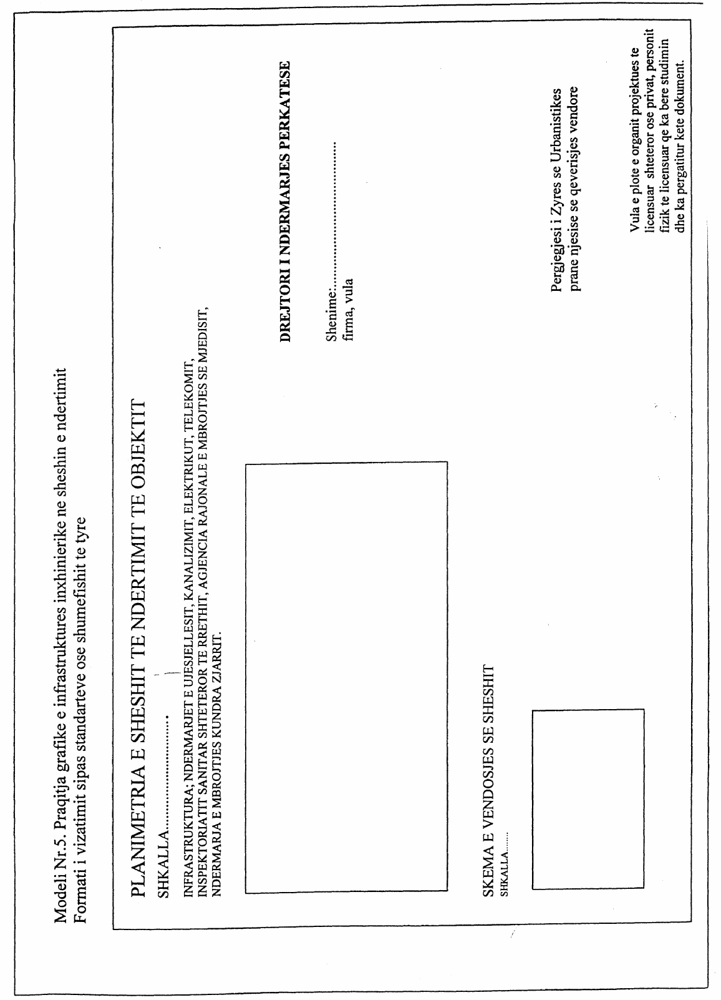 Modeli Nr.5. Praqitja grafike e infrastruktures inxhinierike ne sheshin e ndertimit
Formati i vizatimit sipas standarteve ose shumefishit te tyre
PLANIMETRIA E SHESHIT TE NDERTIMIT TE OBJEKTIT
SHKALLA....................................
INFRASTRUKTURA; NDERMARJET E UJESJELLESIT, KANALIZIMIT, ELEKTRIKUT, TELEKOMIT,
INSPEKTORIATIT SANITAR SHTETEROR TE RRETHIT, AGJENCIA RAJONALE E MBROJTJES SE MJEDISIT,
NDERMARJA E MBROJTJES KUNDRA ZJARRIT.
DREJTORI I NDERMARJES PERKATESE
Shenime:..............................................
firma, vula
SKEMA E VENDOSJES SE SHESHIT
SHKALLA........
Pergjegjesi i Zyres se Urbanistikes
prane njesise se qeverisjes vendore
Vula e plote e organit projektues te
licensuar shteteror ose privat, personit
fizik te licensuar qe ka bere studimin
dhe ka pergatitur kete dokument.